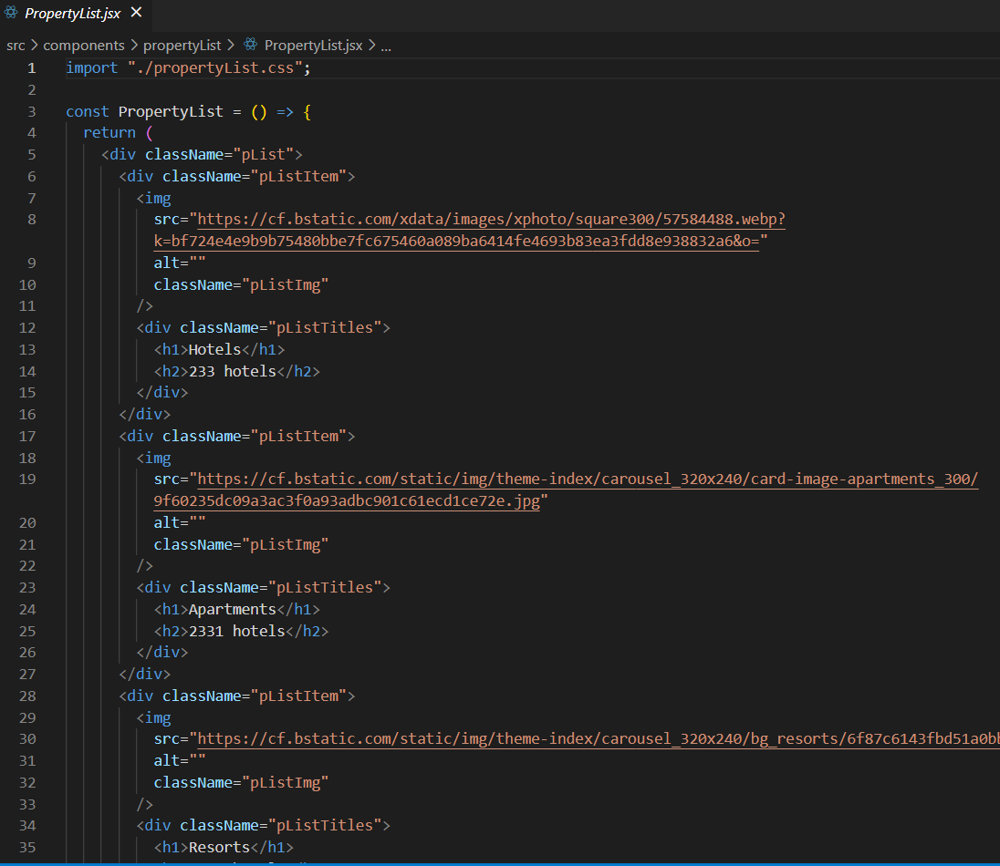 PropertyList.jsx ✕
src > components > propertyList > PropertyList.jsx > ...
1 import "./propertyList.css";
2
3 const PropertyList = () => {
4 return (
5 <div className="pList">
6 <div className="pListItem">
7 <img
8 src="https://cf.bstatic.com/xdata/images/xphoto/square300/57584488.webp?
k=bf724e4e9b9b75480bbe7fc675460a089ba6414fe4693b83ea3fdd8e938832a6&o="
9 alt=""
10 className="pListImg"
11 />
12 <div className="pListTitles">
13 <h1>Hotels</h1>
14 <h2>233 hotels</h2>
15 </div>
16 </div>
17 <div className="pListItem">
18 <img
19 src="https://cf.bstatic.com/static/img/theme-index/carousel_320x240/card-image-apartments_300/
9f60235dc09a3ac3f0a93adbc901c61ecd1ce72e.jpg"
20 alt=""
21 className="pListImg"
22 />
23 <div className="pListTitles">
24 <h1>Apartments</h1>
25 <h2>2331 hotels</h2>
26 </div>
27 </div>
28 <div className="pListItem">
29 <img
30 src="https://cf.bstatic.com/static/img/theme-index/carousel_320x240/bg_resorts/6f87c6143fbd51a0bb
31 alt=""
32 className="pListImg"
33 />
34 <div className="pListTitles">
35 <h1>Resorts</h1>